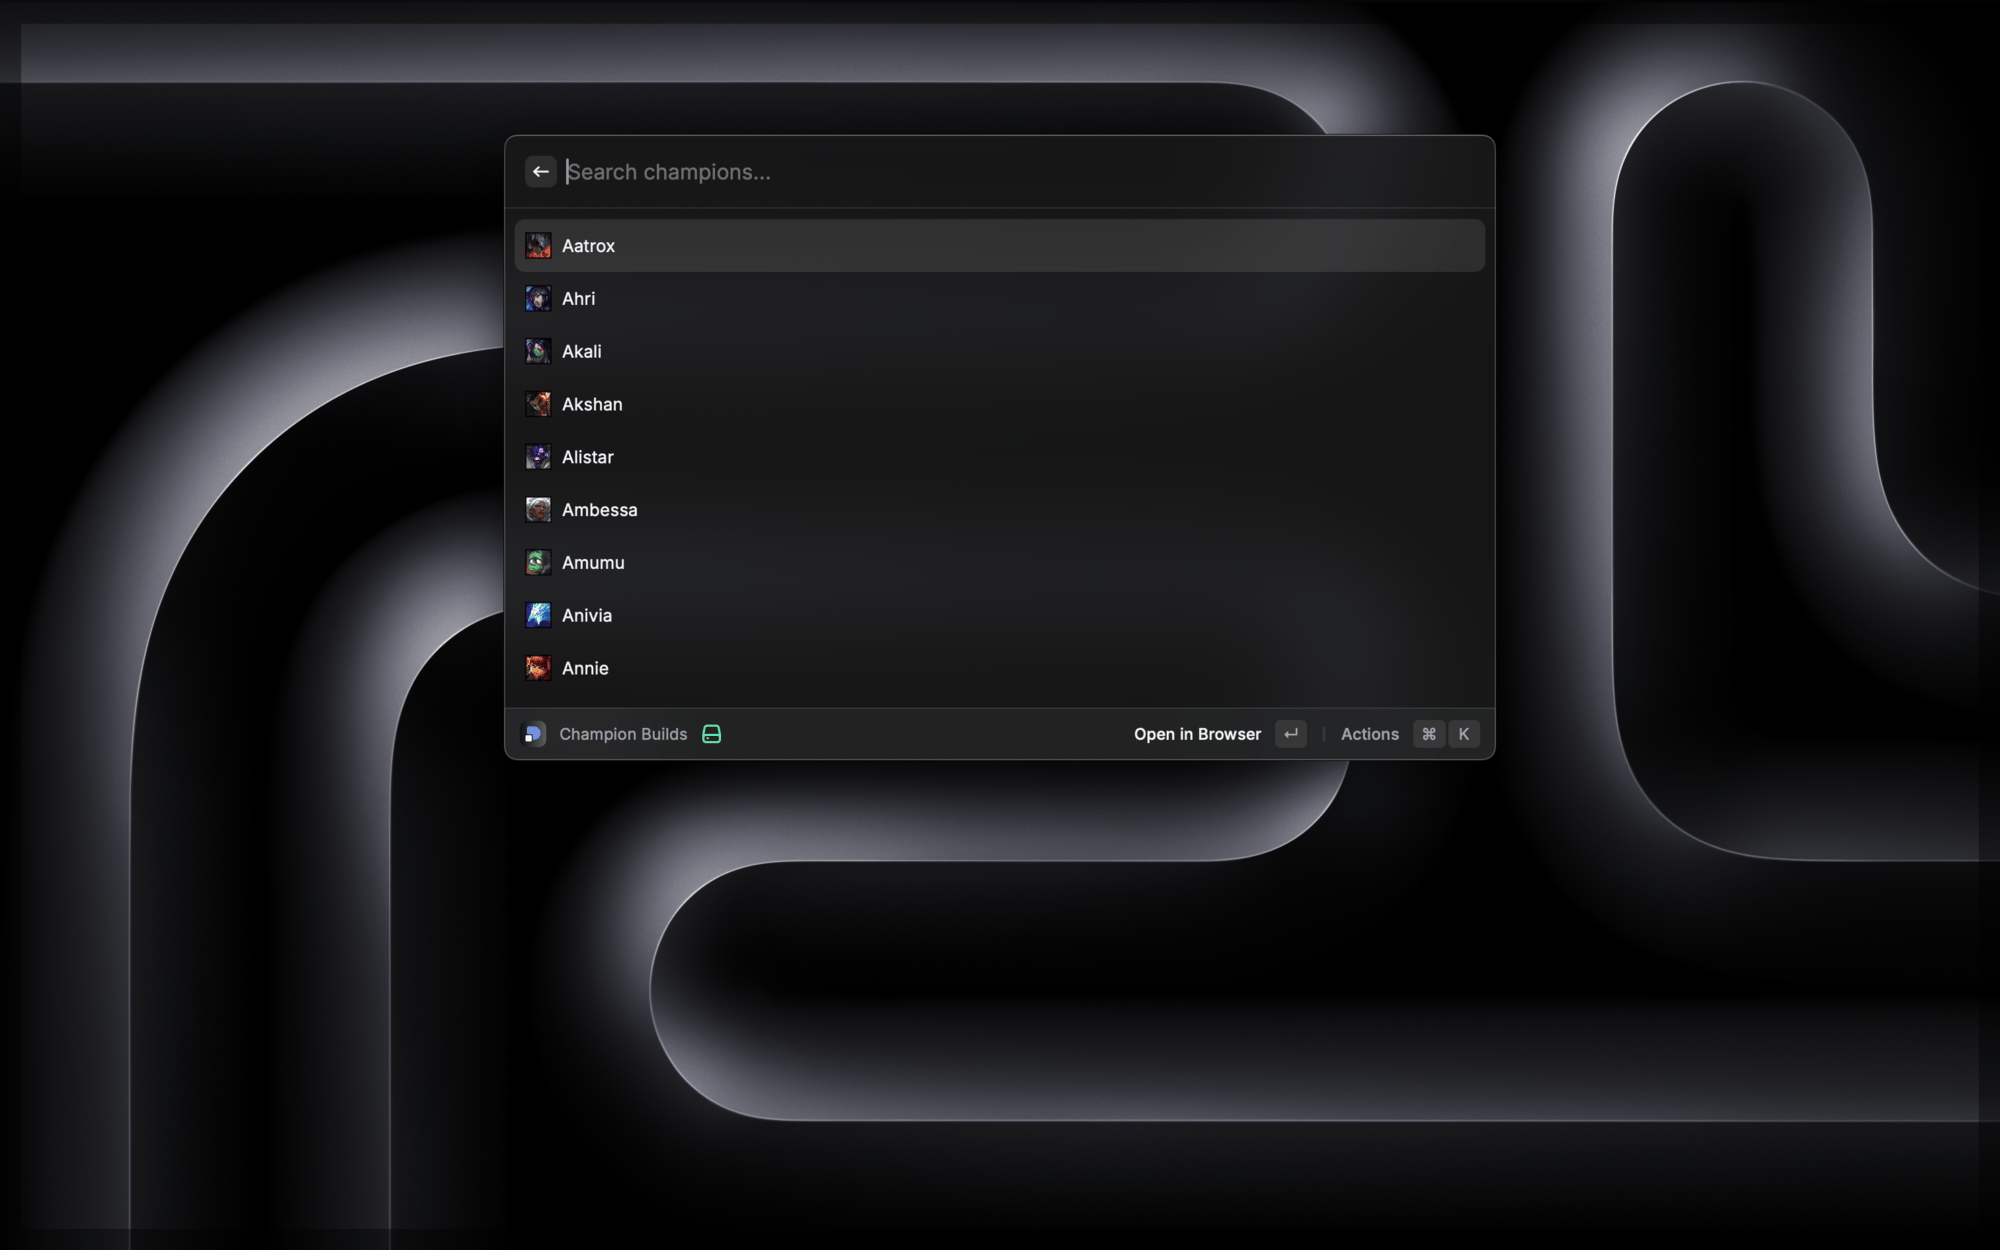 Search champions...
Aatrox
Ahri
Akali
Akshan
Alistar
Ambessa
Amumu
Anivia
Annie
Champion Builds Open in Browser ↵ Actions ⌘ K